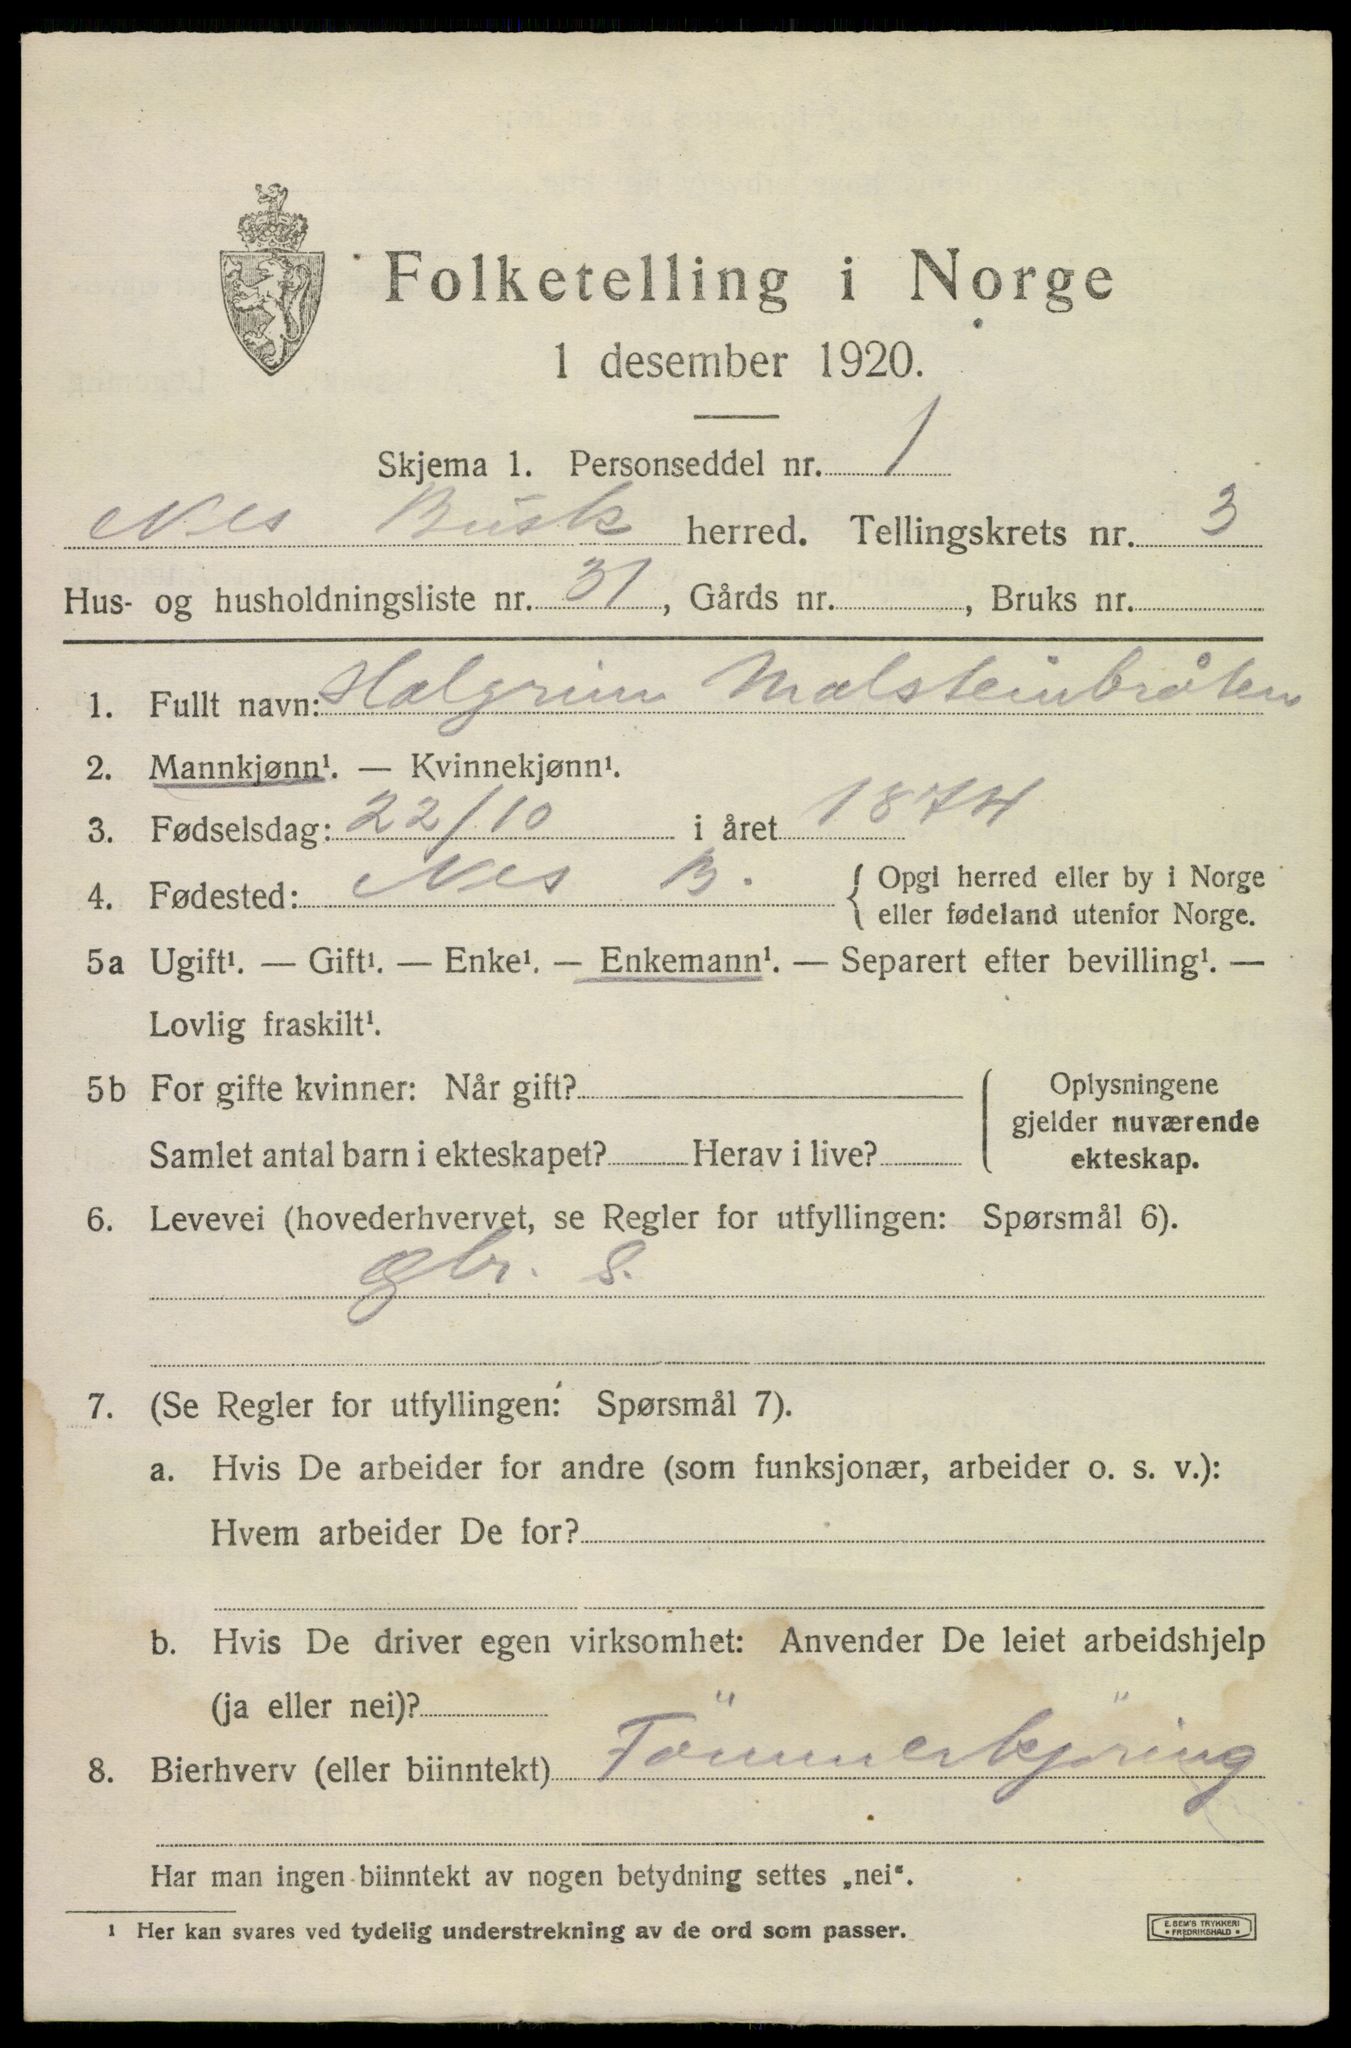 Folketelling i Norge
1 desember 1920.
Skjema 1. Personseddel nr. 1
Nes Busk herred. Tellingskrets nr. 3
Hus- og husholdningsliste nr. 31, Gårds nr. , Bruks nr.
1. Fullt navn: Halgrim Malsteinbråten
2. Mannkjønn¹. — Kvinnekjønn¹.
3. Fødselsdag: 22/10 i året 1874
4. Fødested: Nes B. { Opgi herred eller by i Norge
eller fødeland utenfor Norge.
5a Ugift¹. — Gift¹. — Enke¹. — Enkemann¹. — Separert efter bevilling¹. —
Lovlig fraskilt¹.
5b For gifte kvinner: Når gift?
Samlet antal barn i ekteskapet? Herav i live?
Oplysningene
gjelder nuværende
ekteskap.
6. Levevei (hovederhvervet, se Regler for utfyllingen: Spørsmål 6).
Gbr. S.
7. (Se Regler for utfyllingen: Spørsmål 7).
a. Hvis De arbeider for andre (som funksjonær, arbeider o. s. v.):
Hvem arbeider De for?
b. Hvis De driver egen virksomhet: Anvender De leiet arbeidshjelp
(ja eller nei)?
8. Bierhverv (eller biinntekt) Tömmerkjöring
Har man ingen biinntekt av nogen betydning settes „nei“.
¹ Her kan svares ved tydelig understrekning av de ord som passer.
E. SEM'S TRYKKERI
• FREDRIKSHALD •